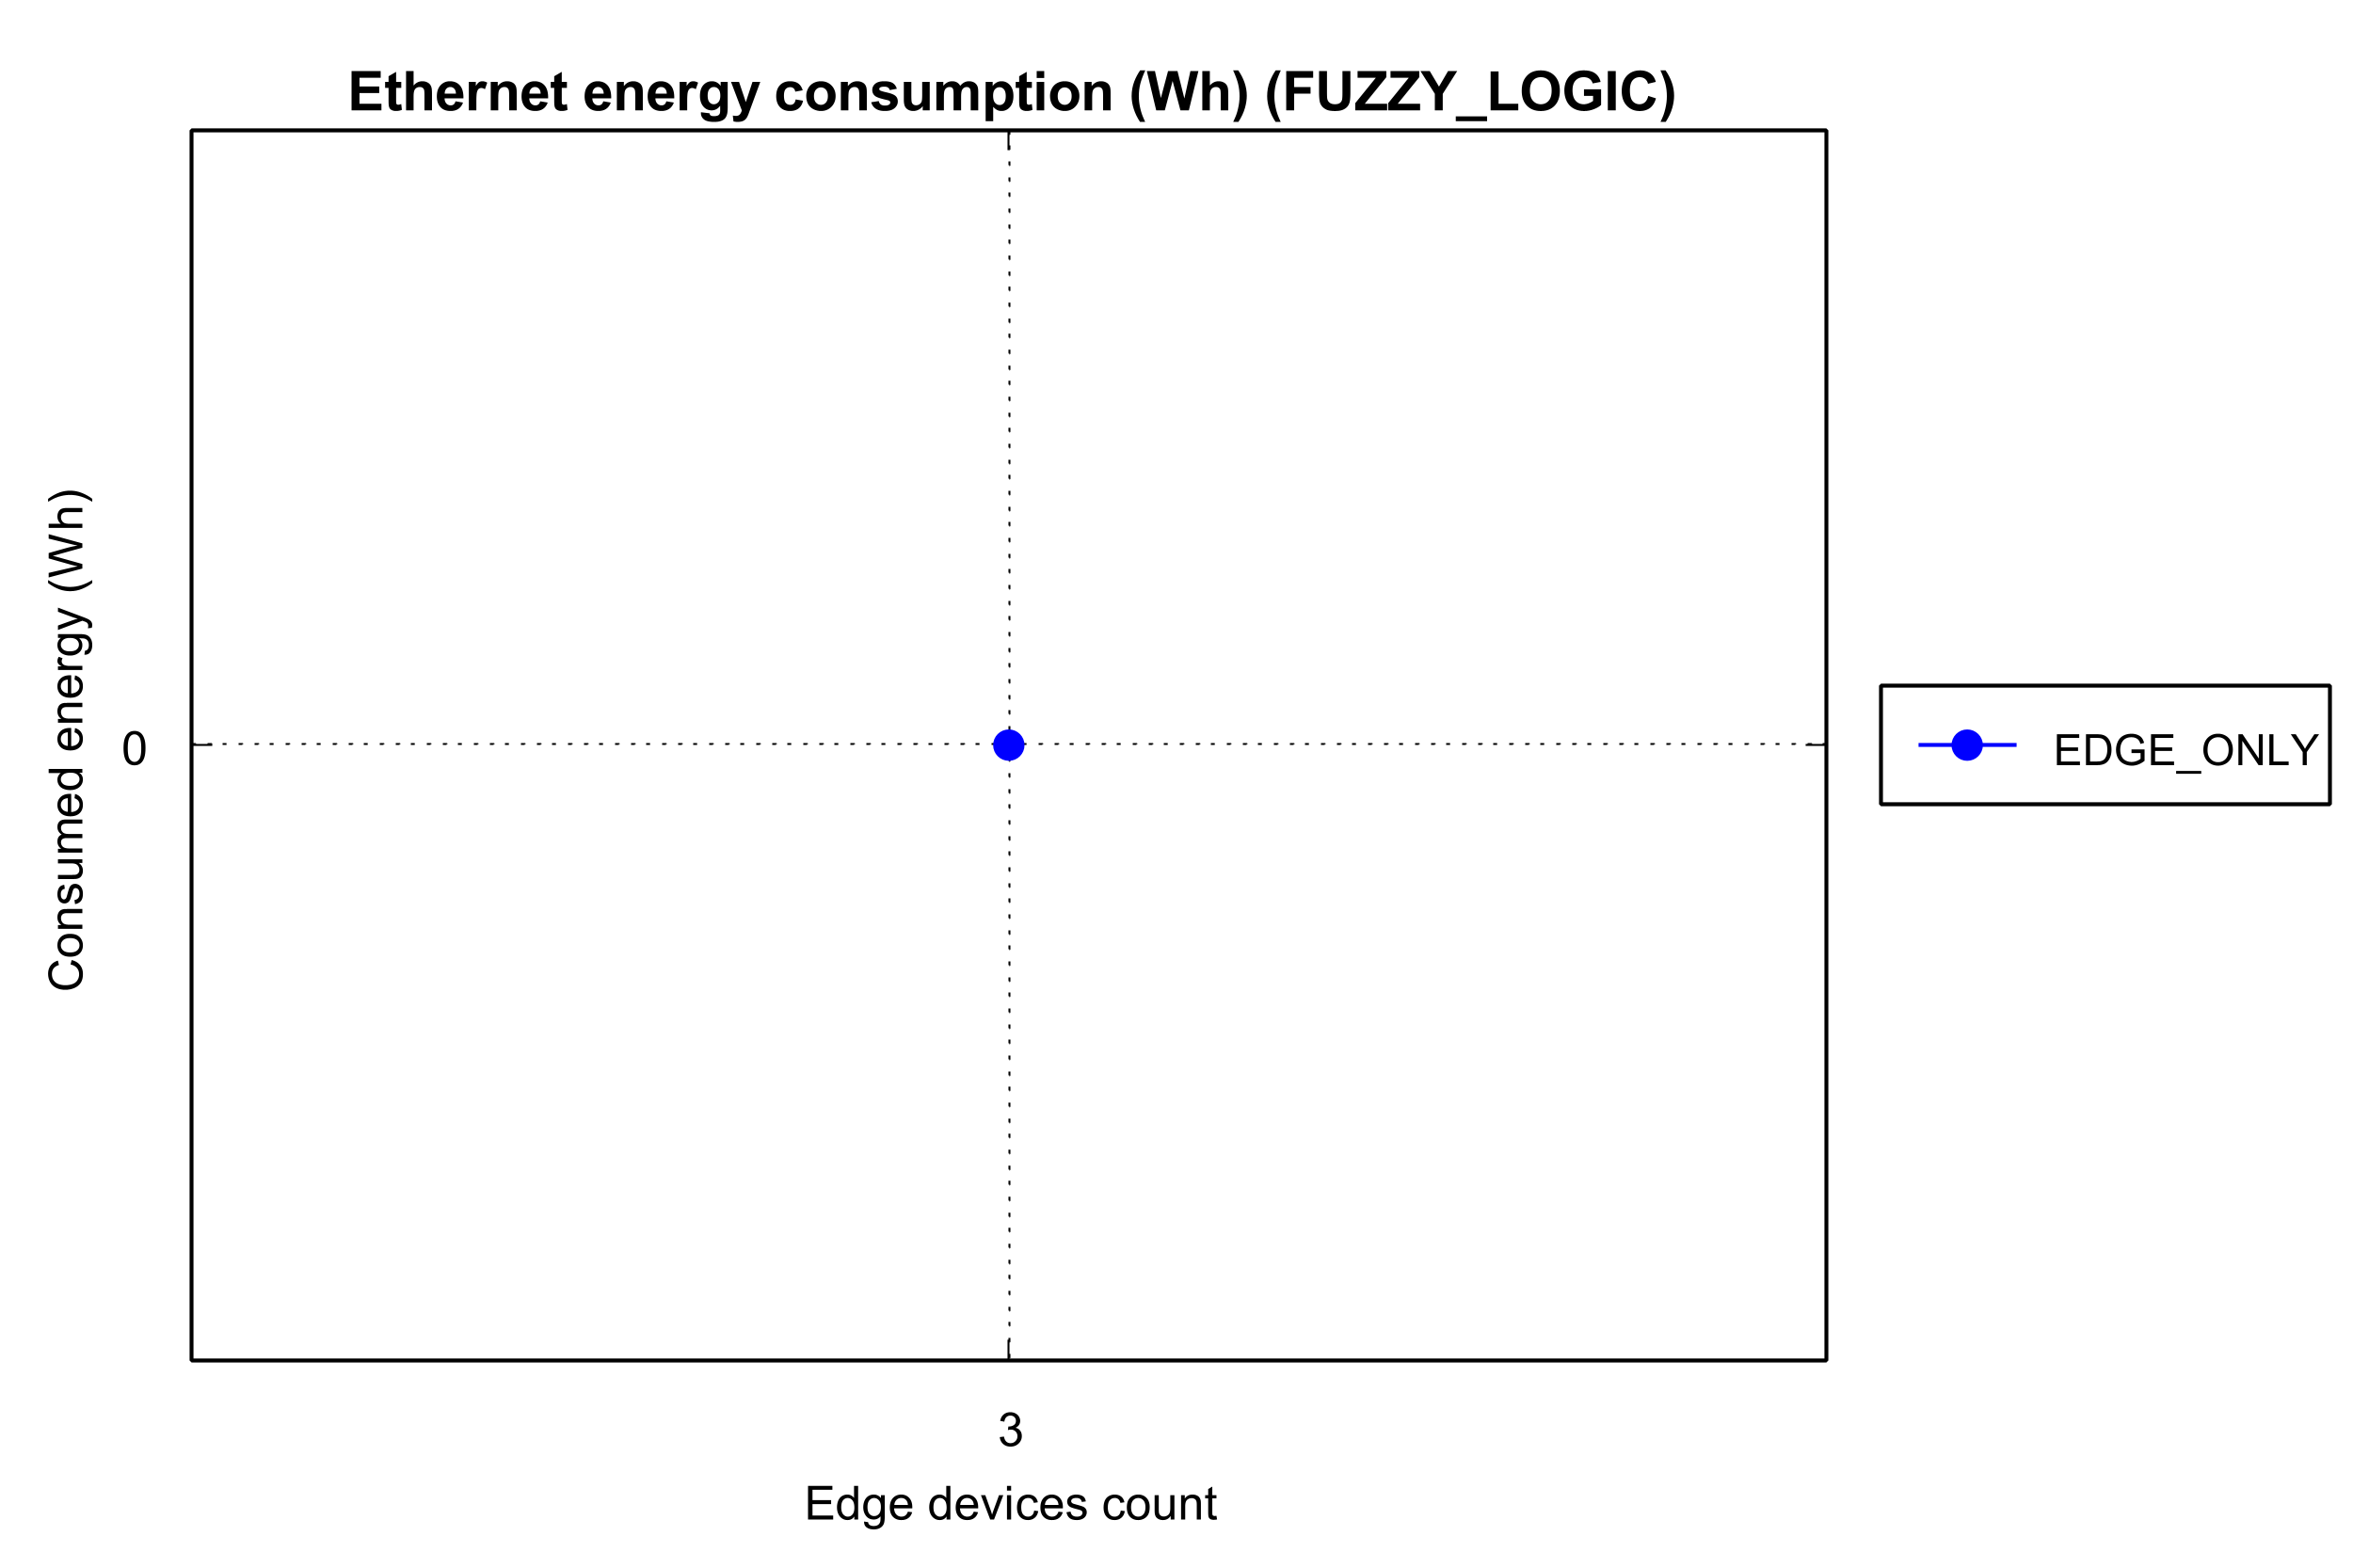 Ethernet energy consumption (Wh) (FUZZY_LOGIC)
Consumed energy (Wh)
0
EDGE_ONLY
3
Edge devices count